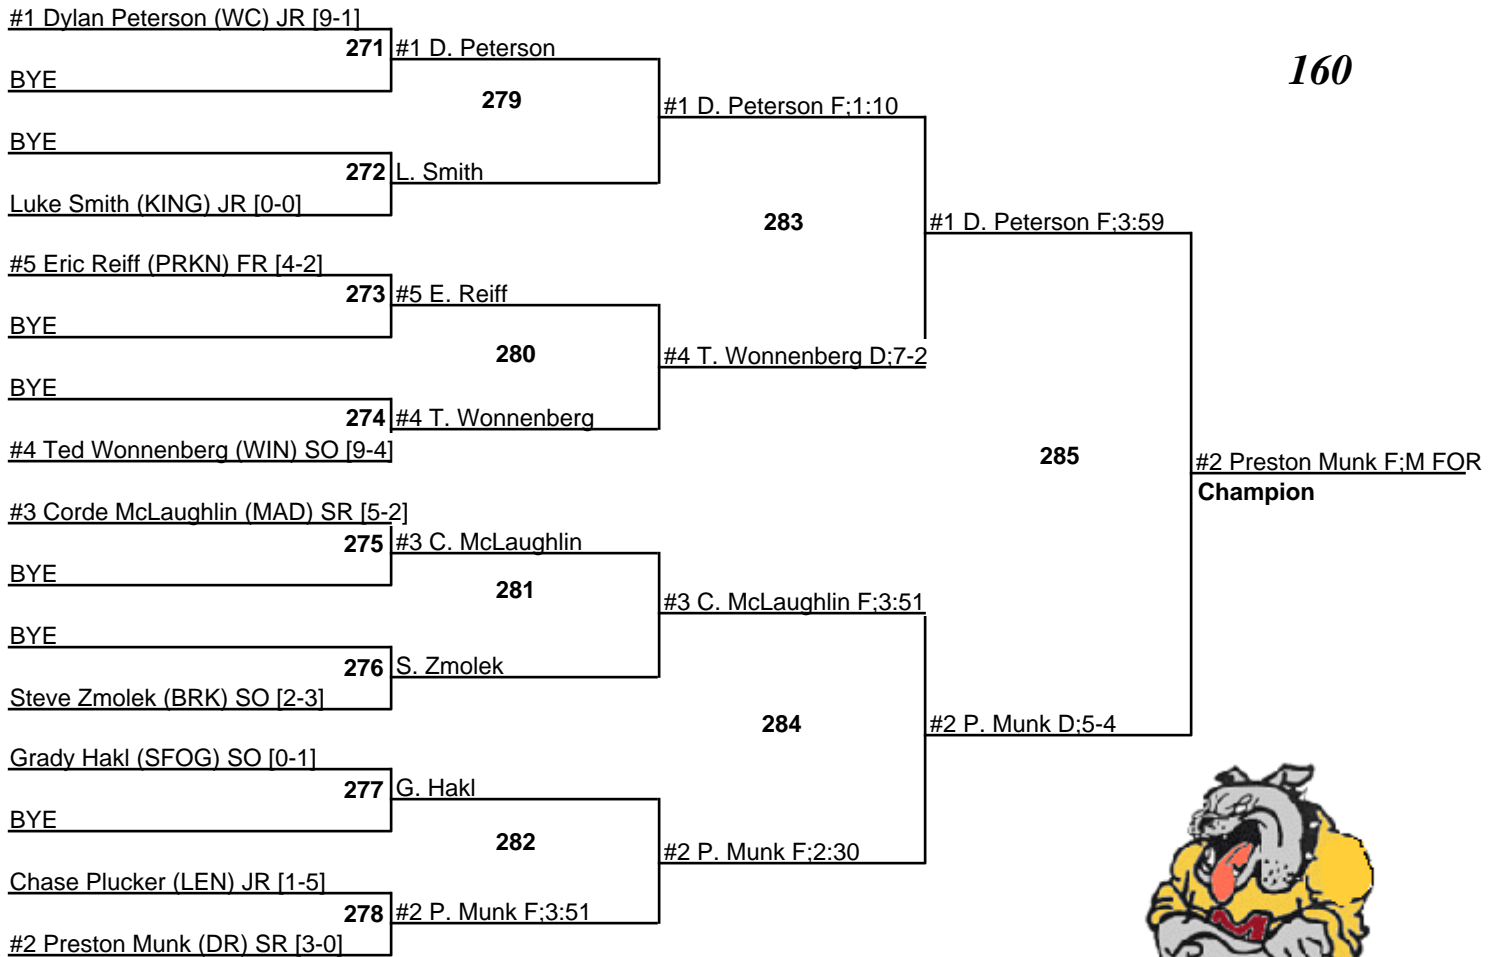 #1 Dylan Peterson (WC) JR [9-1]
271 #1 D. Peterson
160
BYE
279
#1 D. Peterson F;1:10
BYE
272 L. Smith
Luke Smith (KING) JR [0-0]
283
#1 D. Peterson F;3:59
#5 Eric Reiff (PRKN) FR [4-2]
273 #5 E. Reiff
BYE
280
#4 T. Wonnenberg D;7-2
BYE
274 #4 T. Wonnenberg
#4 Ted Wonnenberg (WIN) SO [9-4]
285
#2 Preston Munk F;M FOR
Champion
#3 Corde McLaughlin (MAD) SR [5-2]
275 #3 C. McLaughlin
BYE
281
#3 C. McLaughlin F;3:51
BYE
276 S. Zmolek
Steve Zmolek (BRK) SO [2-3]
284
#2 P. Munk D;5-4
Grady Hakl (SFOG) SO [0-1]
277 G. Hakl
BYE
282
#2 P. Munk F;2:30
Chase Plucker (LEN) JR [1-5]
278 #2 P. Munk F;3:51
#2 Preston Munk (DR) SR [3-0]
M